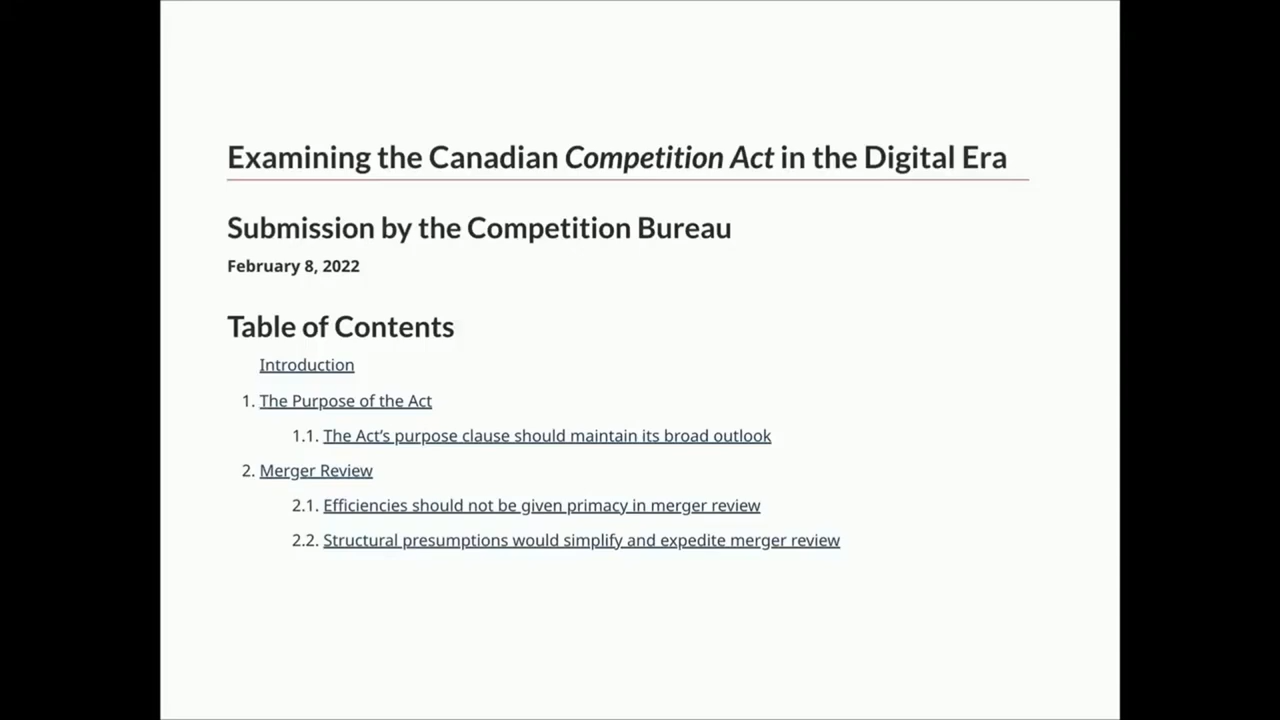 Examining the Canadian Competition Act in the Digital Era
Submission by the Competition Bureau
February 8, 2022
Table of Contents
Introduction
1. The Purpose of the Act
1.1. The Act’s purpose clause should maintain its broad outlook
2. Merger Review
2.1. Efficiencies should not be given primacy in merger review
2.2. Structural presumptions would simplify and expedite merger review